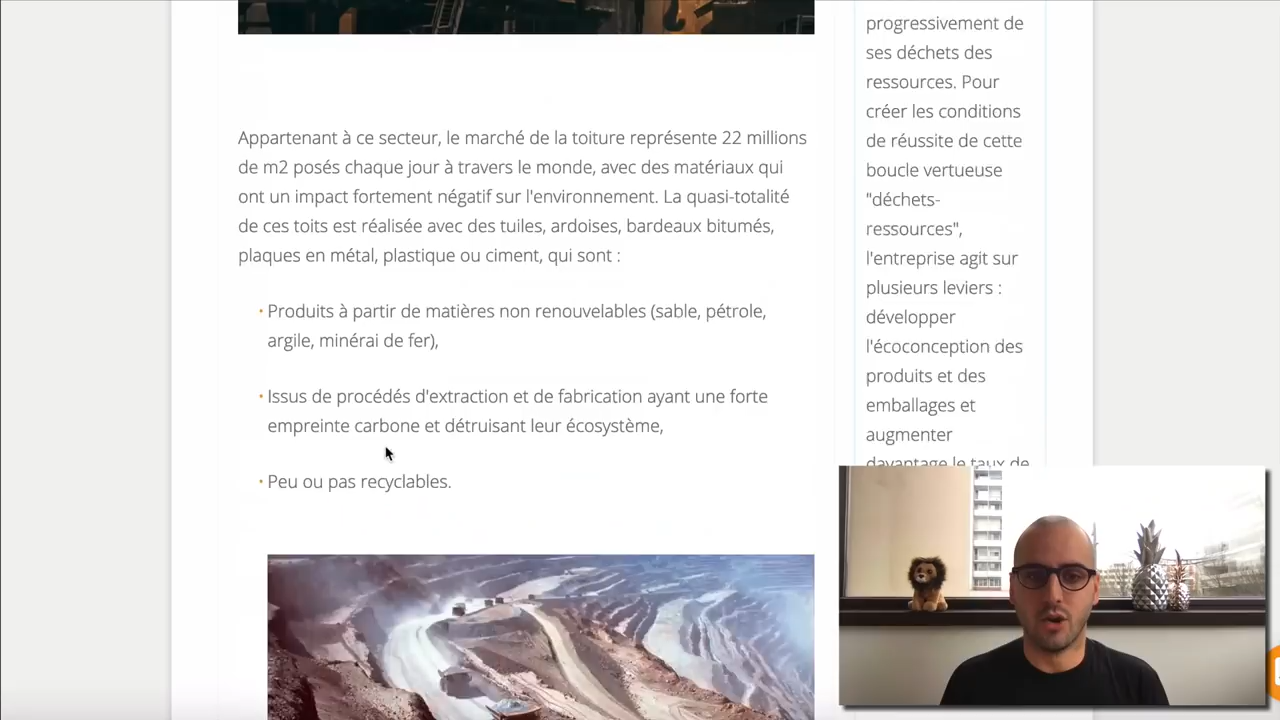 Appartenant à ce secteur, le marché de la toiture représente 22 millions
de m2 posés chaque jour à travers le monde, avec des matériaux qui
ont un impact fortement négatif sur l'environnement. La quasi-totalité
de ces toits est réalisée avec des tuiles, ardoises, bardeaux bitumés,
plaques en métal, plastique ou ciment, qui sont :
• Produits à partir de matières non renouvelables (sable, pétrole,
argile, minérai de fer),
• Issus de procédés d'extraction et de fabrication ayant une forte
empreinte carbone et détruisant leur écosystème,
• Peu ou pas recyclables.
progressivement de
ses déchets des
ressources. Pour
créer les conditions
de réussite de cette
boucle vertueuse
"déchets-
ressources",
l'entreprise agit sur
plusieurs leviers :
développer
l'écoconception des
produits et des
emballages et
augmenter
davantage le taux de